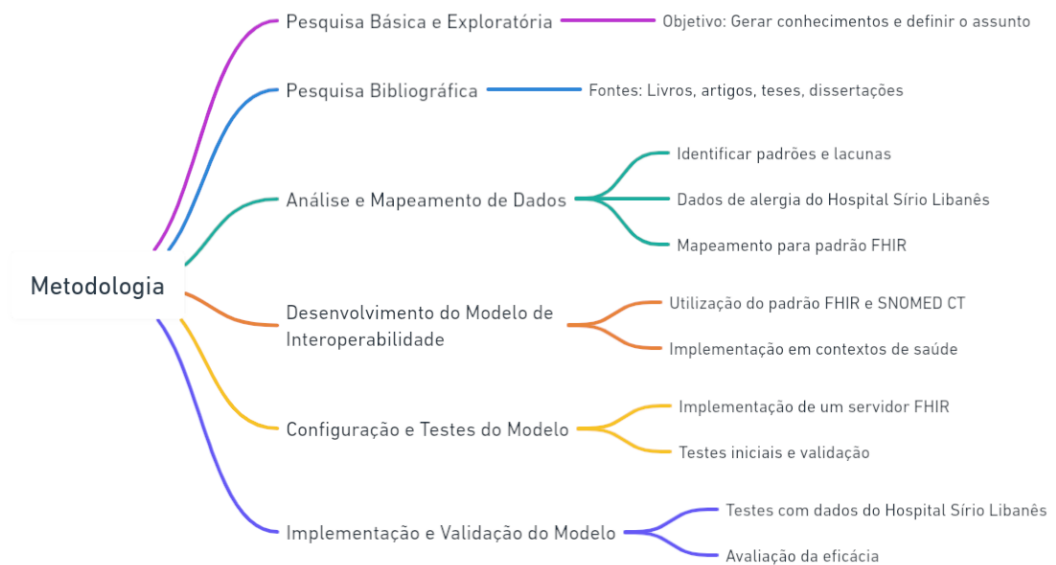 Metodologia
Pesquisa Básica e Exploratória
Objetivo: Gerar conhecimentos e definir o assunto
Pesquisa Bibliográfica
Fontes: Livros, artigos, teses, dissertações
Análise e Mapeamento de Dados
Identificar padrões e lacunas
Dados de alergia do Hospital Sírio Libanês
Mapeamento para padrão FHIR
Desenvolvimento do Modelo de
Interoperabilidade
Utilização do padrão FHIR e SNOMED CT
Implementação em contextos de saúde
Configuração e Testes do Modelo
Implementação de um servidor FHIR
Testes iniciais e validação
Implementação e Validação do Modelo
Testes com dados do Hospital Sírio Libanês
Avaliação da eficácia